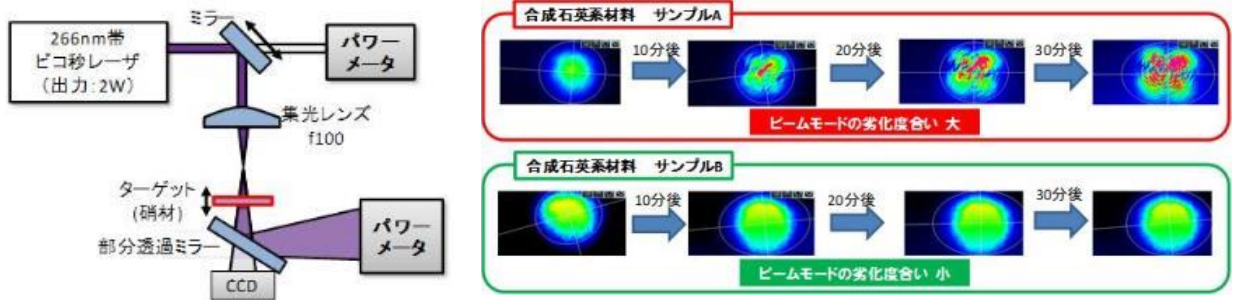 266nm帯
ピコ秒レーザ
(出力:2W)
ミラー
パワー
メータ
集光レンズ
f100
ターゲット
(硝材)
部分透過ミラー
パワー
メータ
CCD
合成石英素材料 サンプルA
10分後
20分後
30分後
ビームモードの劣化度合い 大
合成石英素材料 サンプルB
10分後
20分後
30分後
ビームモードの劣化度合い 小